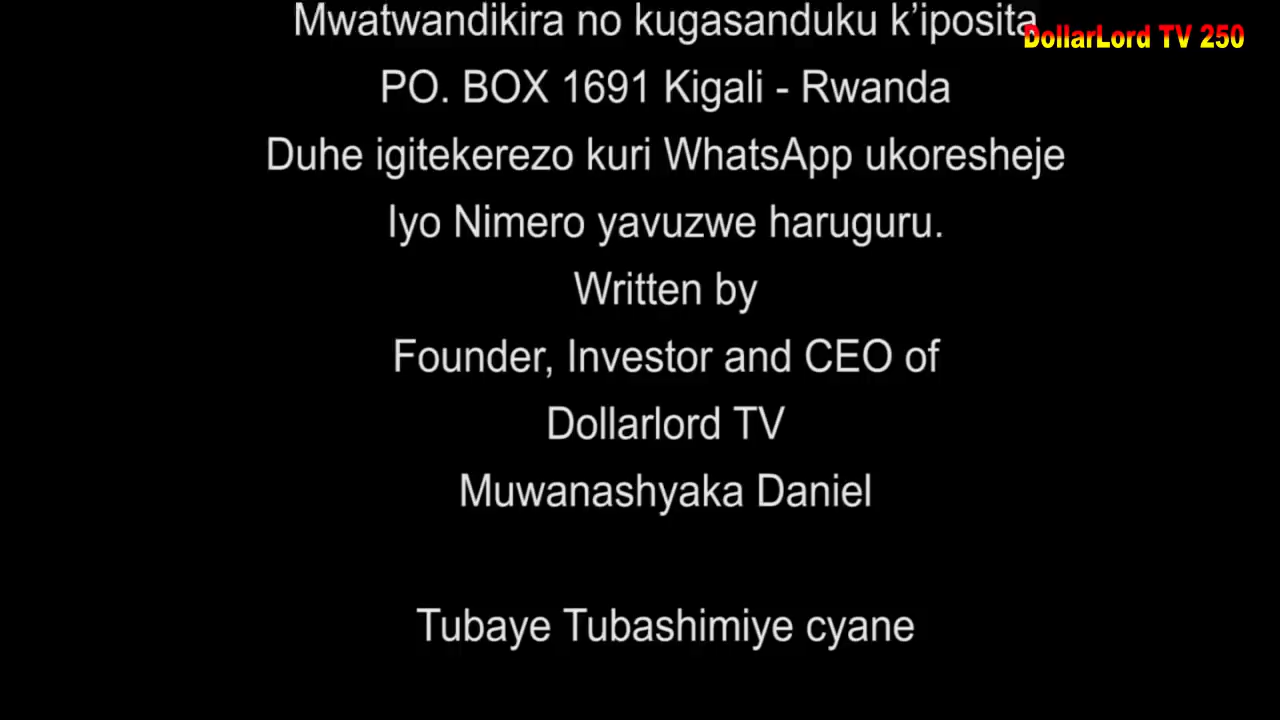 Mwatwandikira no kugasanduku k’iposita
DollarLord TV 250
PO. BOX 1691 Kigali - Rwanda
Duhe igitekerezo kuri WhatsApp ukoresheje
Iyo Nimero yavuzwe haruguru.
Written by
Founder, Investor and CEO of
Dollarlord TV
Muwanashyaka Daniel
Tubaye Tubashimiye cyane